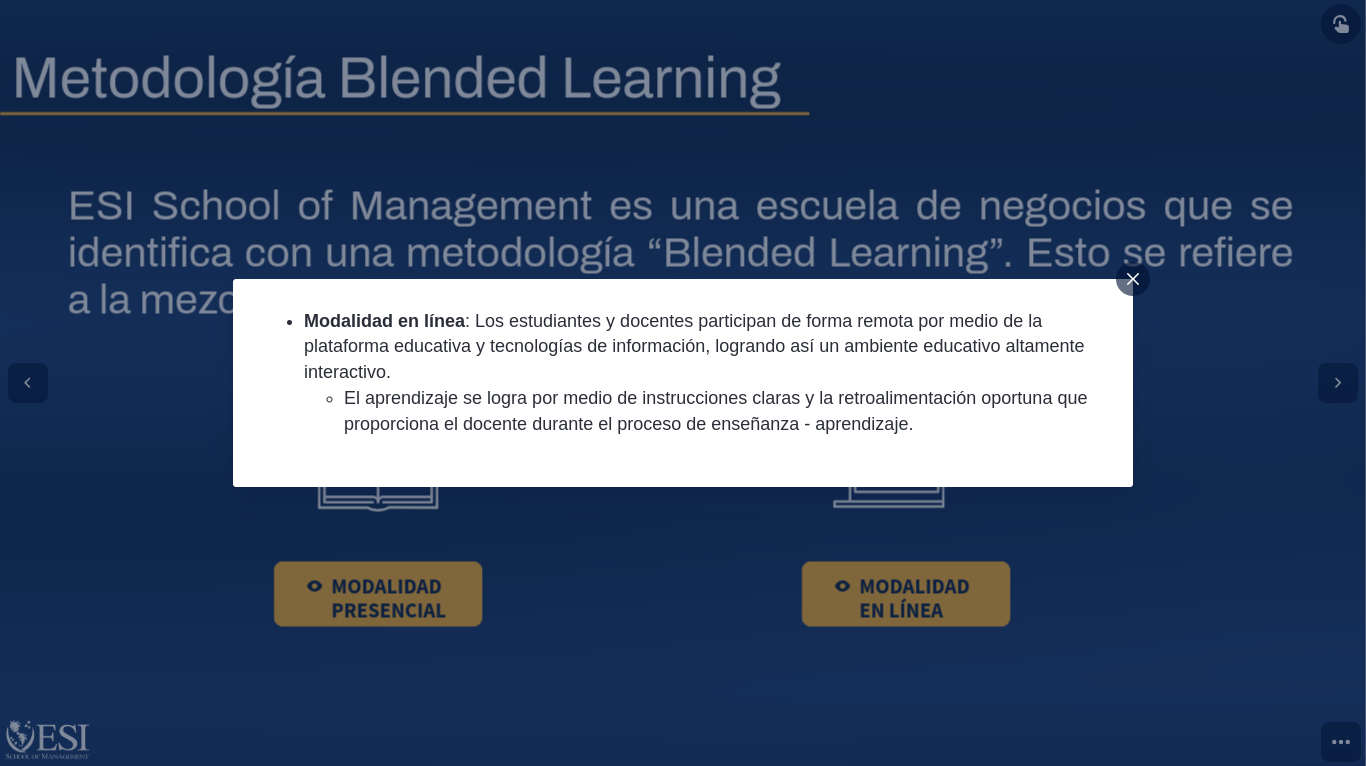 Metodología Blended Learning
ESI School of Management es una escuela de negocios que se
identifica con una metodología “Blended Learning”. Esto se refiere
a la
• Modalidad en línea: Los estudiantes y docentes participan de forma remota por medio de la
plataforma educativa y tecnologías de información, logrando así un ambiente educativo altamente
interactivo.
◦ El aprendizaje se logra por medio de instrucciones claras y la retroalimentación oportuna que
proporciona el docente durante el proceso de enseñanza - aprendizaje.
MODALIDAD
PRESENCIAL
MODALIDAD
EN LÍNEA
ESI
SCHOOL OF MANAGEMENT